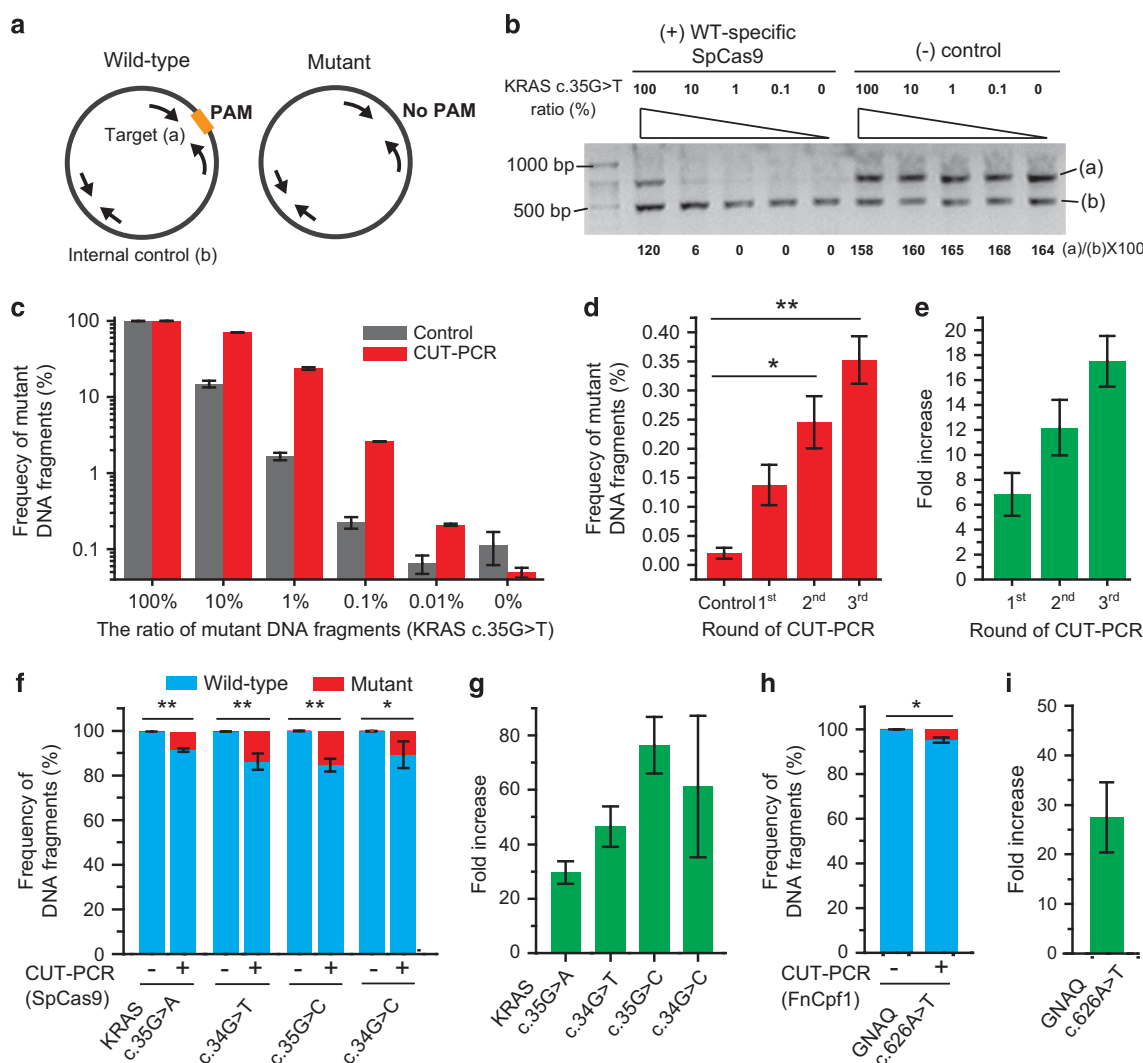 a
Wild-type
Mutant
PAM
No PAM
Target (a)
Internal control (b)
b
(+) WT-specific
SpCas9
(-) control
KRAS c.35G>T
ratio (%)
100 10 1 0.1 0 100 10 1 0.1 0
1000 bp
500 bp
(a)
(b)
120 6 0 0 0 158 160 165 168 164 (a)/(b)X100
c
Frequecy of mutant
DNA fragments (%)
100
10
1
0.1
Control
CUT-PCR
100% 10% 1% 0.1% 0.01% 0%
The ratio of mutant DNA fragments (KRAS c.35G>T)
d
Frequecy of mutant
DNA fragments (%)
0.40
0.35
0.30
0.25
0.20
0.15
0.10
0.05
0.00
**
*
Control 1st 2nd 3rd
Round of CUT-PCR
e
Fold increase
20
18
16
14
12
10
8
6
4
2
0
1st 2nd 3rd
Round of CUT-PCR
f
Wild-type Mutant
Frequency of
DNA fragments (%)
100
80
60
40
20
0
** ** ** *
CUT-PCR
(SpCas9)
- + - + - + - +
KRAS
c.35G>A
c.34G>T
c.35G>C
c.34G>C
g
Fold increase
80
60
40
20
0
KRAS
c.35G>A
c.34G>T
c.35G>C
c.34G>C
h
Frequency of
DNA fragments (%)
100
80
60
40
20
0
*
CUT-PCR
(FnCpf1)
- +
GNAQ
c.626A>T
i
Fold increase
50
40
30
20
10
0
GNAQ
c.626A>T